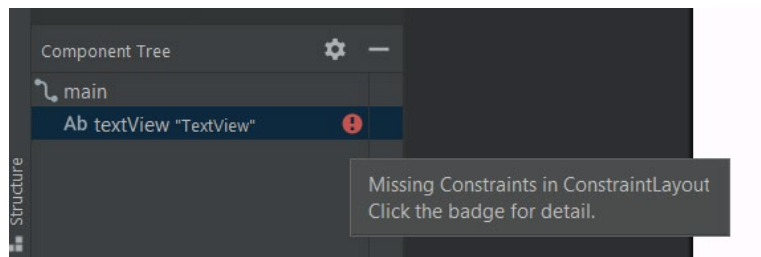 Component Tree
main
Ab textView "TextView"
Missing Constraints in ConstraintLayout
Click the badge for detail.
Structure